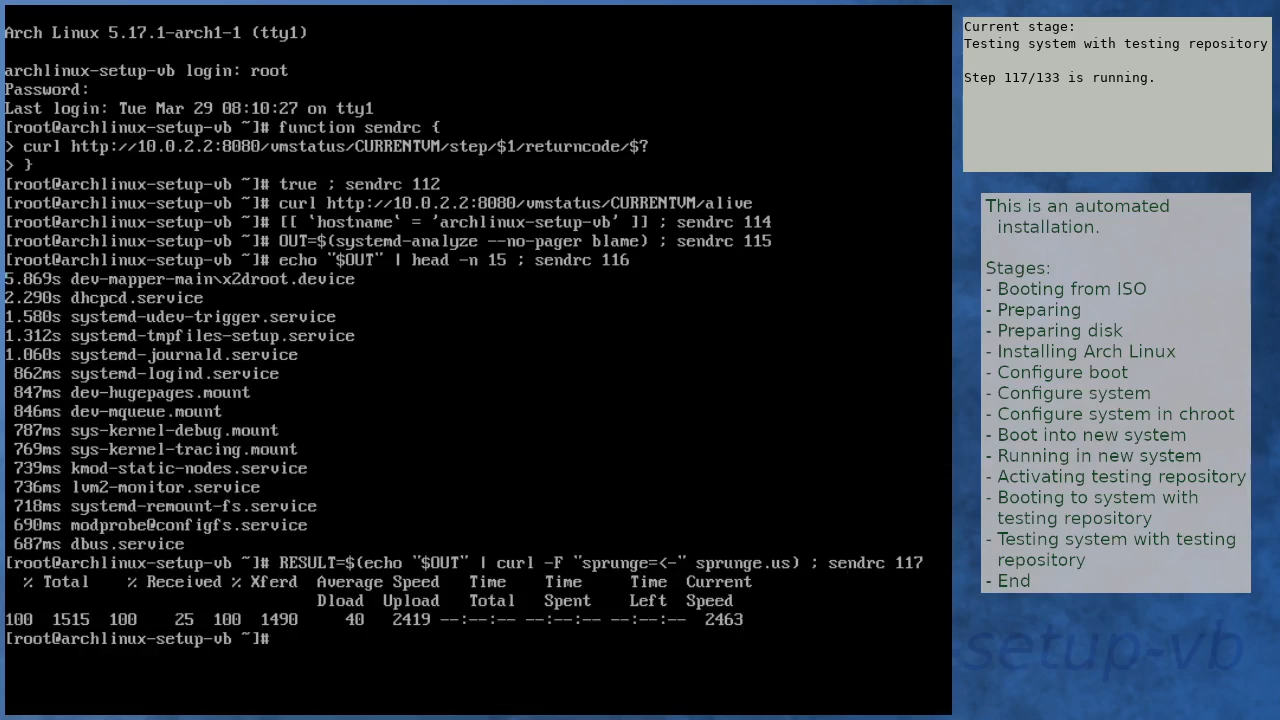 Arch Linux 5.17.1-arch1-1 (tty1)
archlinux-setup-vb login: root
Password:
Last login: Tue Mar 29 08:10:27 on tty1
[root@archlinux-setup-vb ~]# function sendrc {
> curl http://10.0.2.2:8080/vmstatus/CURRENTVM/step/$1/returncode/$?
> }
[root@archlinux-setup-vb ~]# true ; sendrc 112
[root@archlinux-setup-vb ~]# curl http://10.0.2.2:8080/vmstatus/CURRENTVM/alive
[root@archlinux-setup-vb ~]# [[ `hostname` = 'archlinux-setup-vb' ]] ; sendrc 114
[root@archlinux-setup-vb ~]# OUT=$(systemd-analyze --no-pager blame) ; sendrc 115
[root@archlinux-setup-vb ~]# echo "$OUT" | head -n 15 ; sendrc 116
5.869s dev-mapper-main\x2droot.device
2.290s dhcpcd.service
1.580s systemd-udev-trigger.service
1.312s systemd-tmpfiles-setup.service
1.060s systemd-journald.service
862ms systemd-logind.service
847ms dev-hugepages.mount
846ms dev-mqueue.mount
787ms sys-kernel-debug.mount
769ms sys-kernel-tracing.mount
739ms kmod-static-nodes.service
736ms lvm2-monitor.service
718ms systemd-remount-fs.service
690ms modprobe@configfs.service
687ms dbus.service
[root@archlinux-setup-vb ~]# RESULT=$(echo "$OUT" | curl -F "sprunge=<-" sprunge.us) ; sendrc 117
% Total    % Received % Xferd  Average Speed   Time    Time     Time  Current
Dload  Upload   Total   Spent    Left  Speed
100  1515  100    25  100  1490     40   2419 --:--:-- --:--:-- --:--:--  2463
[root@archlinux-setup-vb ~]#
Current stage:
Testing system with testing repository
Step 117/133 is running.
This is an automated
installation.
Stages:
- Booting from ISO
- Preparing
- Preparing disk
- Installing Arch Linux
- Configure boot
- Configure system
- Configure system in chroot
- Boot into new system
- Running in new system
- Activating testing repository
- Booting to system with
testing repository
- Testing system with testing
repository
- End
setup-vb